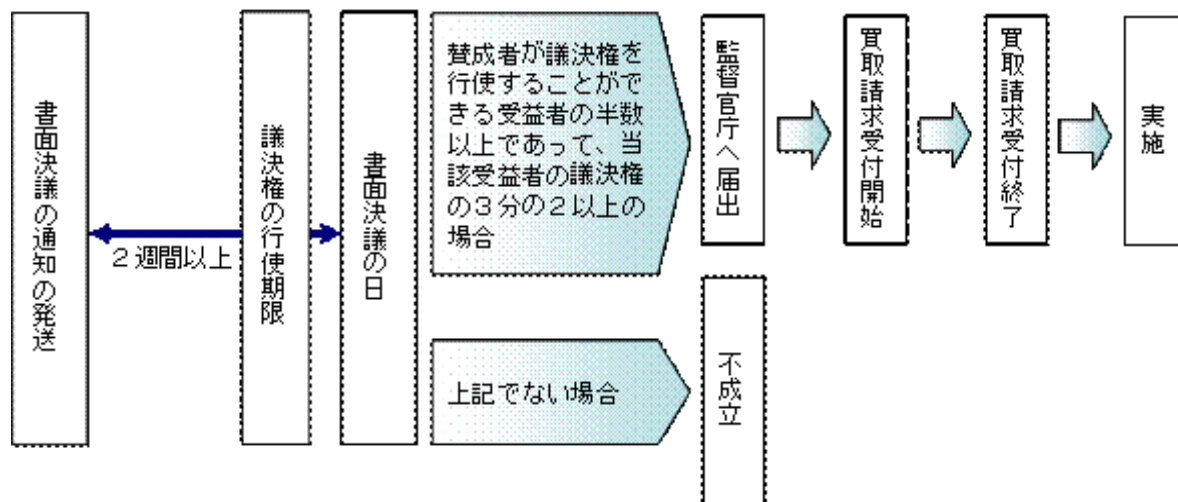 書面決議の通知の発送
2週間以上
議決権の行使期限
書面決議の日
賛成者が議決権を
行使することがで
きる受益者の半数
以上であって、当
該受益者の議決権
の3分の2以上の
場合
監督官庁へ届出
買取請求受付開始
買取請求受付終了
実施
上記でない場合
不成立